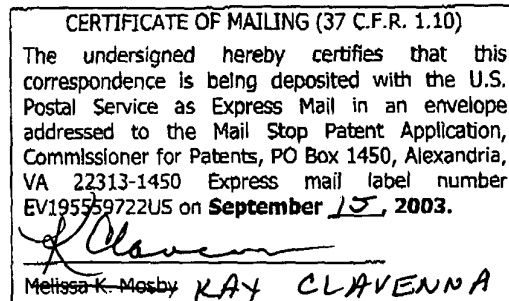 CERTIFICATE OF MAILING (37 C.F.R. 1.10)
The undersigned hereby certifies that this
correspondence is being deposited with the U.S.
Postal Service as Express Mail in an envelope
addressed to the Mail Stop Patent Application,
Commissioner for Patents, PO Box 1450, Alexandria,
VA 22313-1450 Express mail label number
EV195559722US on September 15, 2003.
K Clavenna
Melissa K. Mosby KAY CLAVENNA